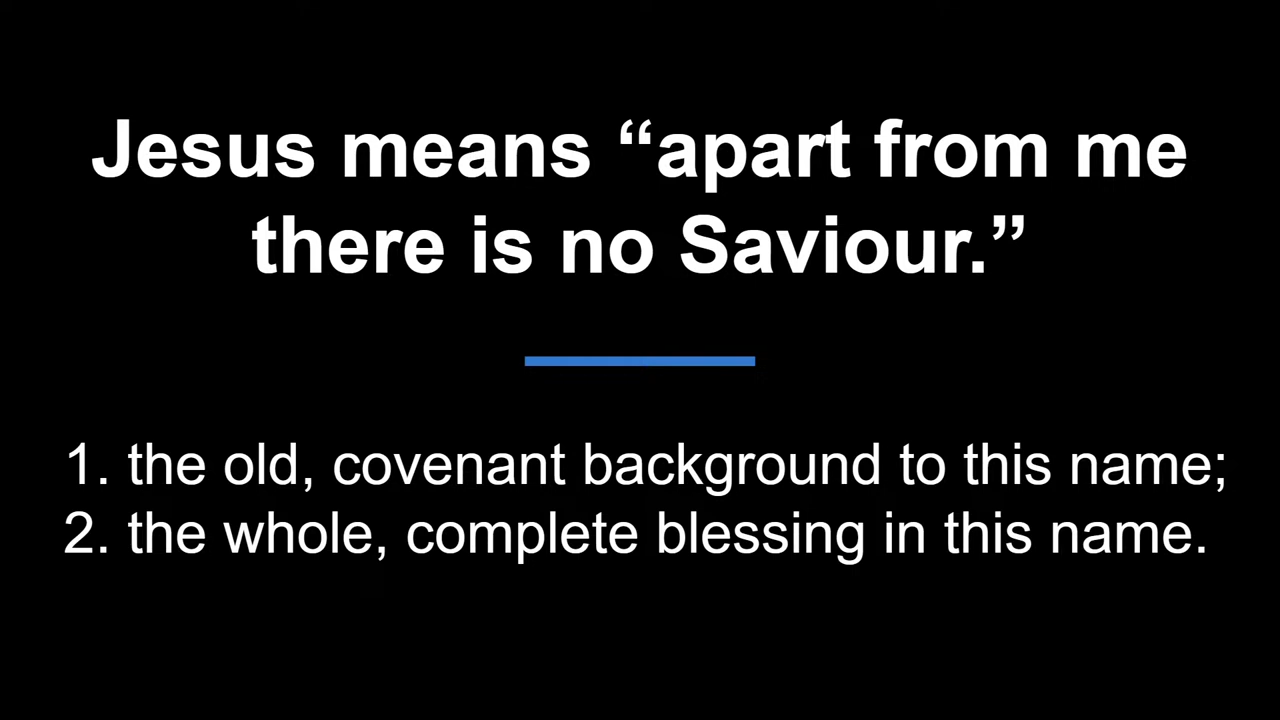 Jesus means “apart from me
there is no Saviour.”
1. the old, covenant background to this name;
2. the whole, complete blessing in this name.